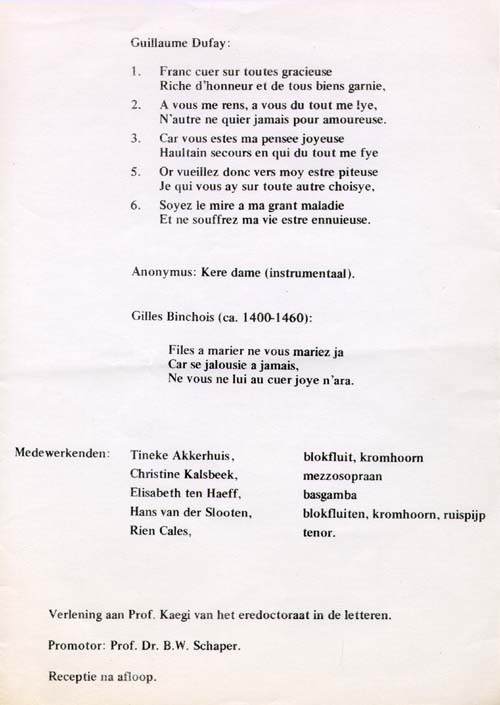 Guillaume Dufay:
1. Franc cuer sur toutes gracieuse
Riche d'honneur et de tous biens garnie,
2. A vous me rens, a vous du tout me lye,
N'autre ne quier jamais pour amoureuse.
3. Car vous estes ma pensee joyeuse
Haultain secours en qui du tout me fye
5. Or vueillez donc vers moy estre piteuse
Je qui vous ay sur toute autre choisye,
6. Soyez le mire a ma grant maladie
Et ne souffrez ma vie estre ennuieuse.
Anonymus: Kere dame (instrumentaal).
Gilles Binchois (ca. 1400-1460):
Files a marier ne vous mariez ja
Car se jalousie a jamais,
Ne vous ne lui au cuer joye n'ara.
Medewerkenden: Tineke Akkerhuis, blokfluit, kromhoorn
Christine Kalsbeek, mezzosopraan
Elisabeth ten Haeff, basgamba
Hans van der Slooten, blokfluiten, kromhoorn, ruispijp
Rien Cales, tenor.
Verlening aan Prof. Kaegi van het eredoctoraat in de letteren.
Promotor: Prof. Dr. B.W. Schaper.
Receptie na afloop.